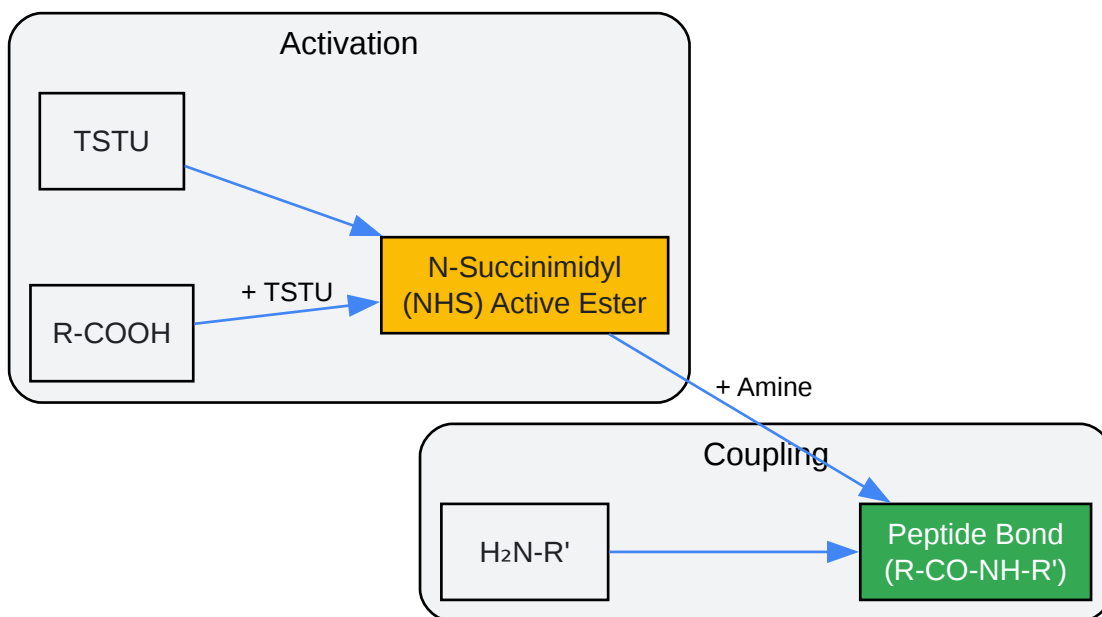 Activation
TSTU
N-Succinimidyl
(NHS) Active Ester
+ TSTU
R-COOH
+ Amine
Coupling
H₂N-R'
Peptide Bond
(R-CO-NH-R')